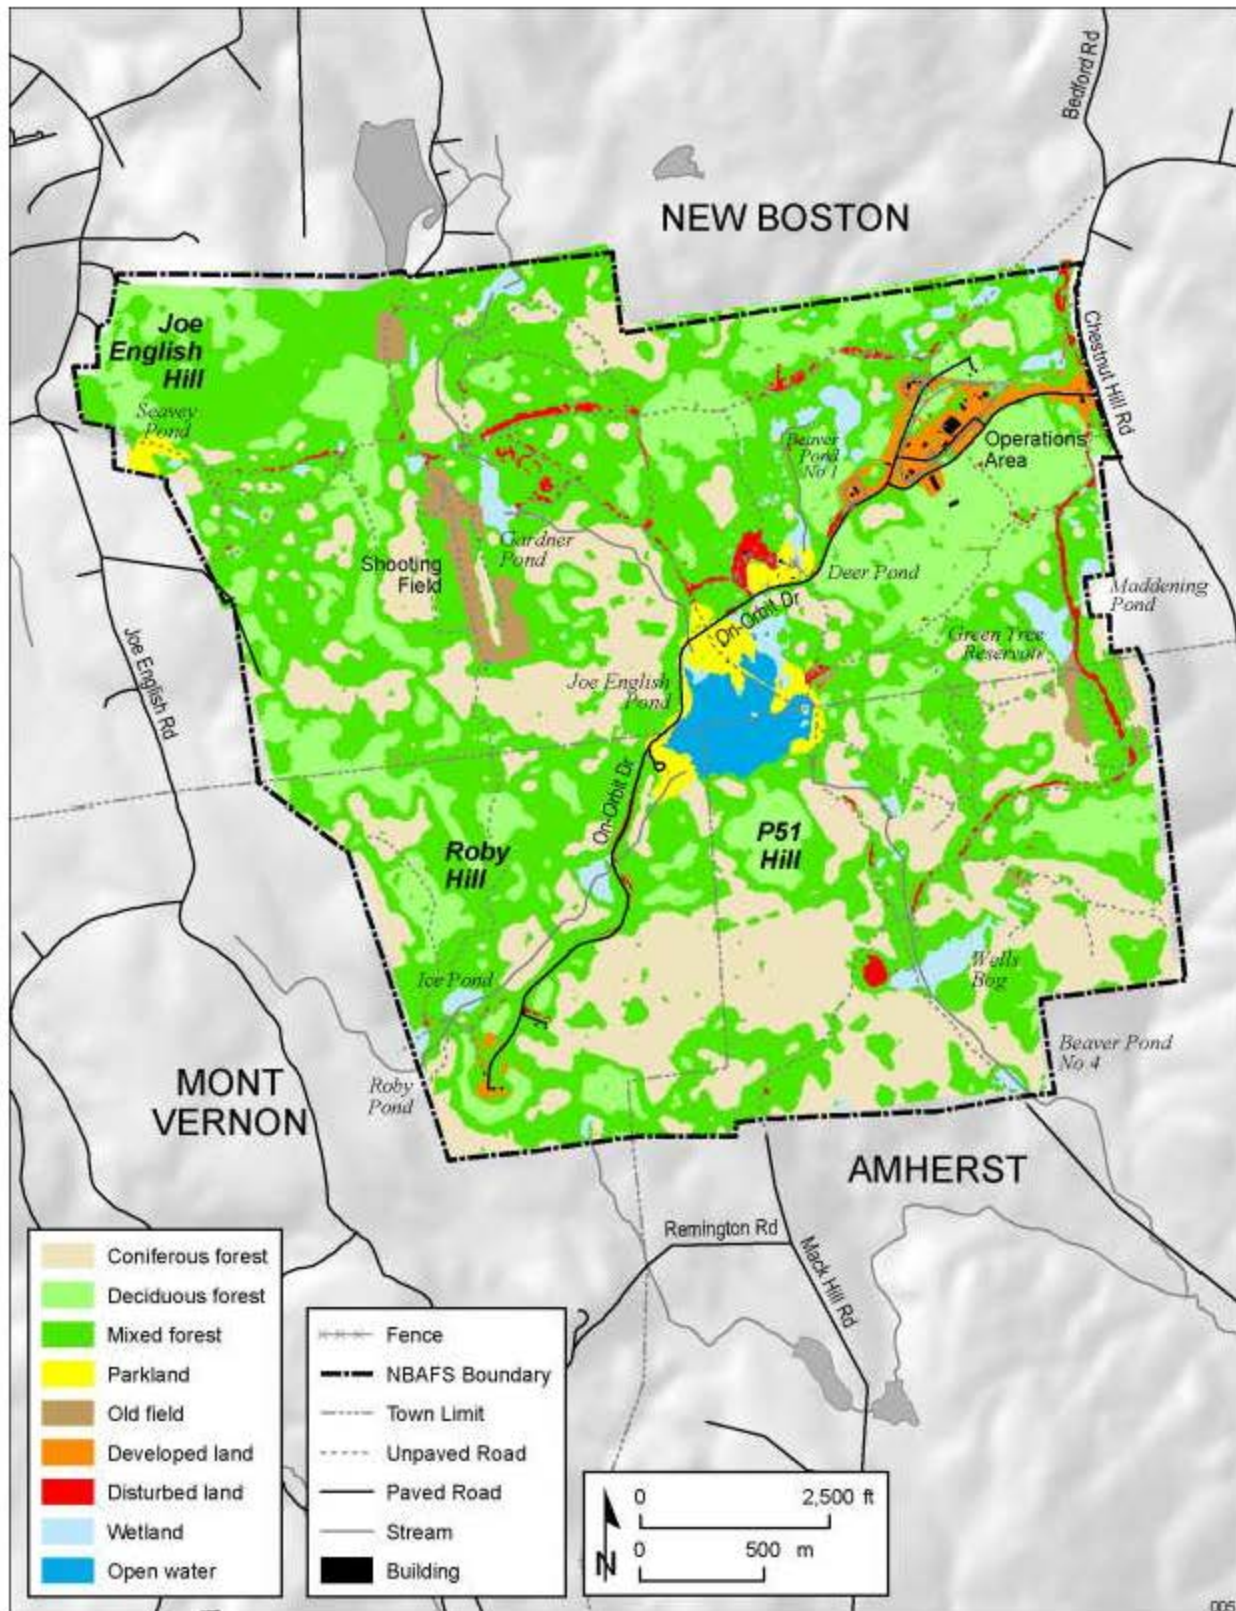 Bedford Rd
NEW BOSTON
Joe
English
Hill
Chestnut Hill Rd
Seavey
Pond
Beaver
Pond
No 1
Operations
Area
Gardner
Pond
Shooting
Field
Deer Pond
Maddening
Pond
On-Orbit Dr
Green Tree
Reservoir
Joe English
Pond
Joe English Rd
On-Orbit Dr
P51
Hill
Roby
Hill
Wells
Bog
Ice Pond
Beaver Pond
No 4
Roby
Pond
MONT
VERNON
AMHERST
Remington Rd
Mack Hill Rd
Coniferous forest
Deciduous forest
Mixed forest
Parkland
Old field
Developed land
Disturbed land
Wetland
Open water
Fence
NBAFS Boundary
Town Limit
Unpaved Road
Paved Road
Stream
Building
0 2,500 ft
0 500 m
N
005